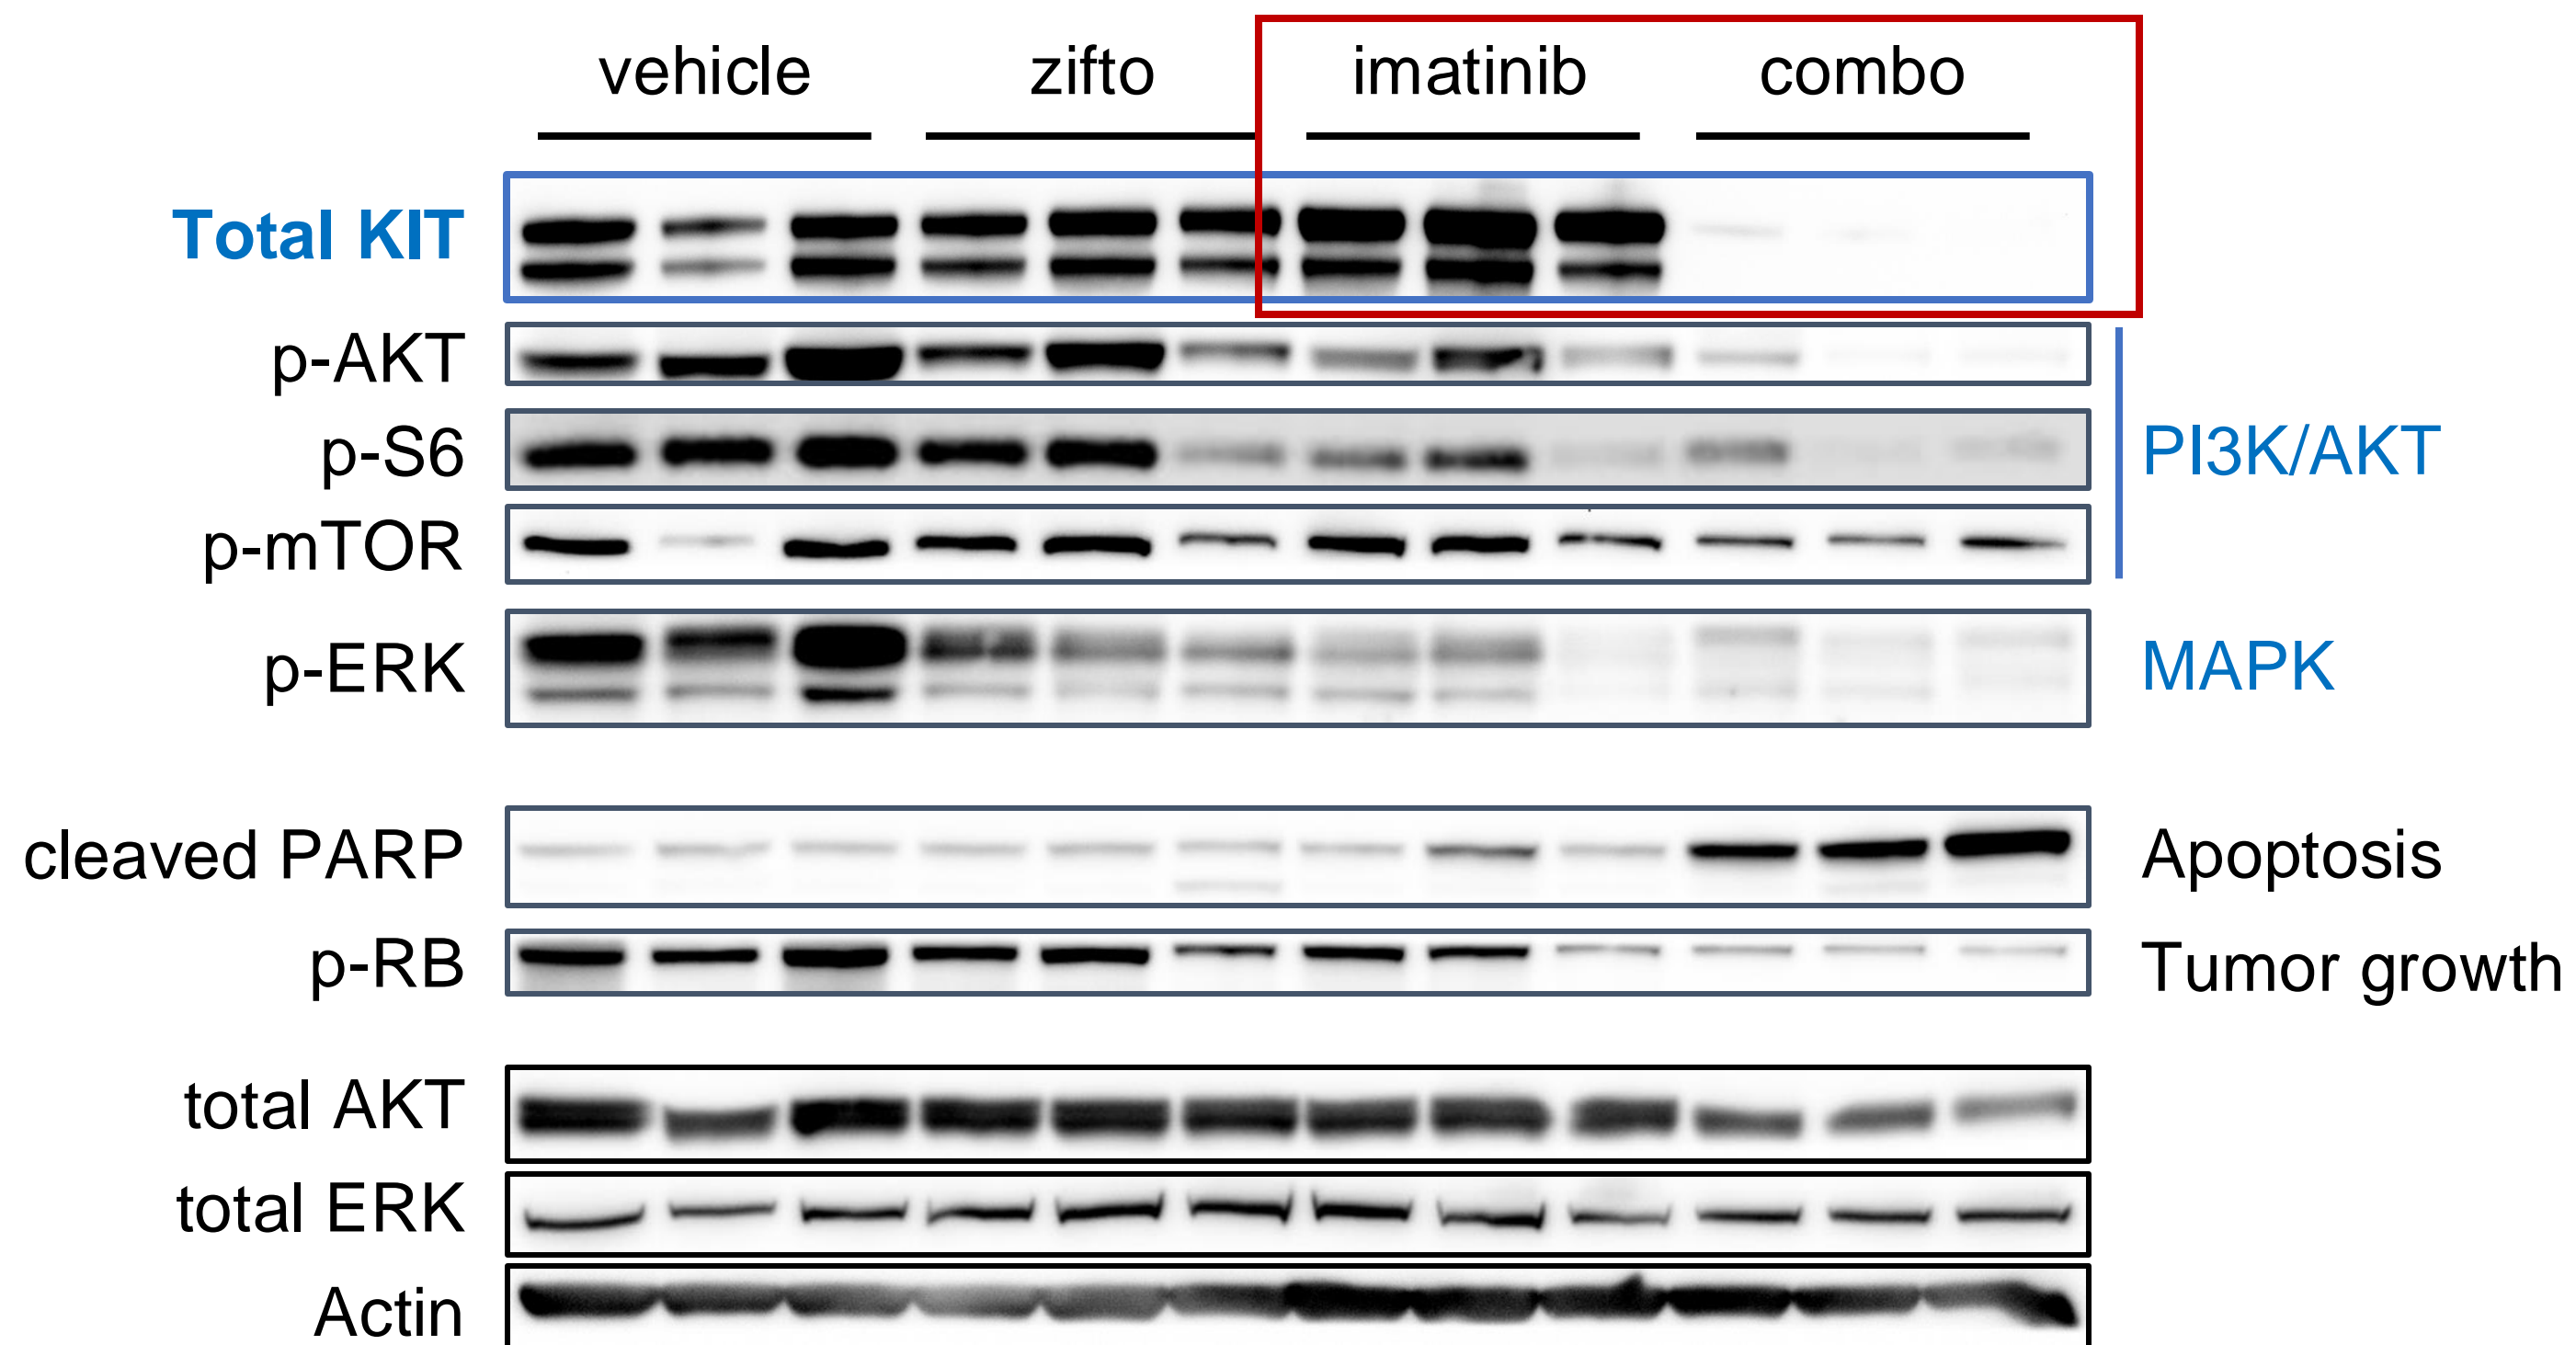 vehicle zifto imatinib combo
Total KIT
p-AKT
p-S6 PI3K/AKT
p-mTOR
p-ERK MAPK
cleaved PARP Apoptosis
p-RB Tumor growth
total AKT
total ERK
Actin